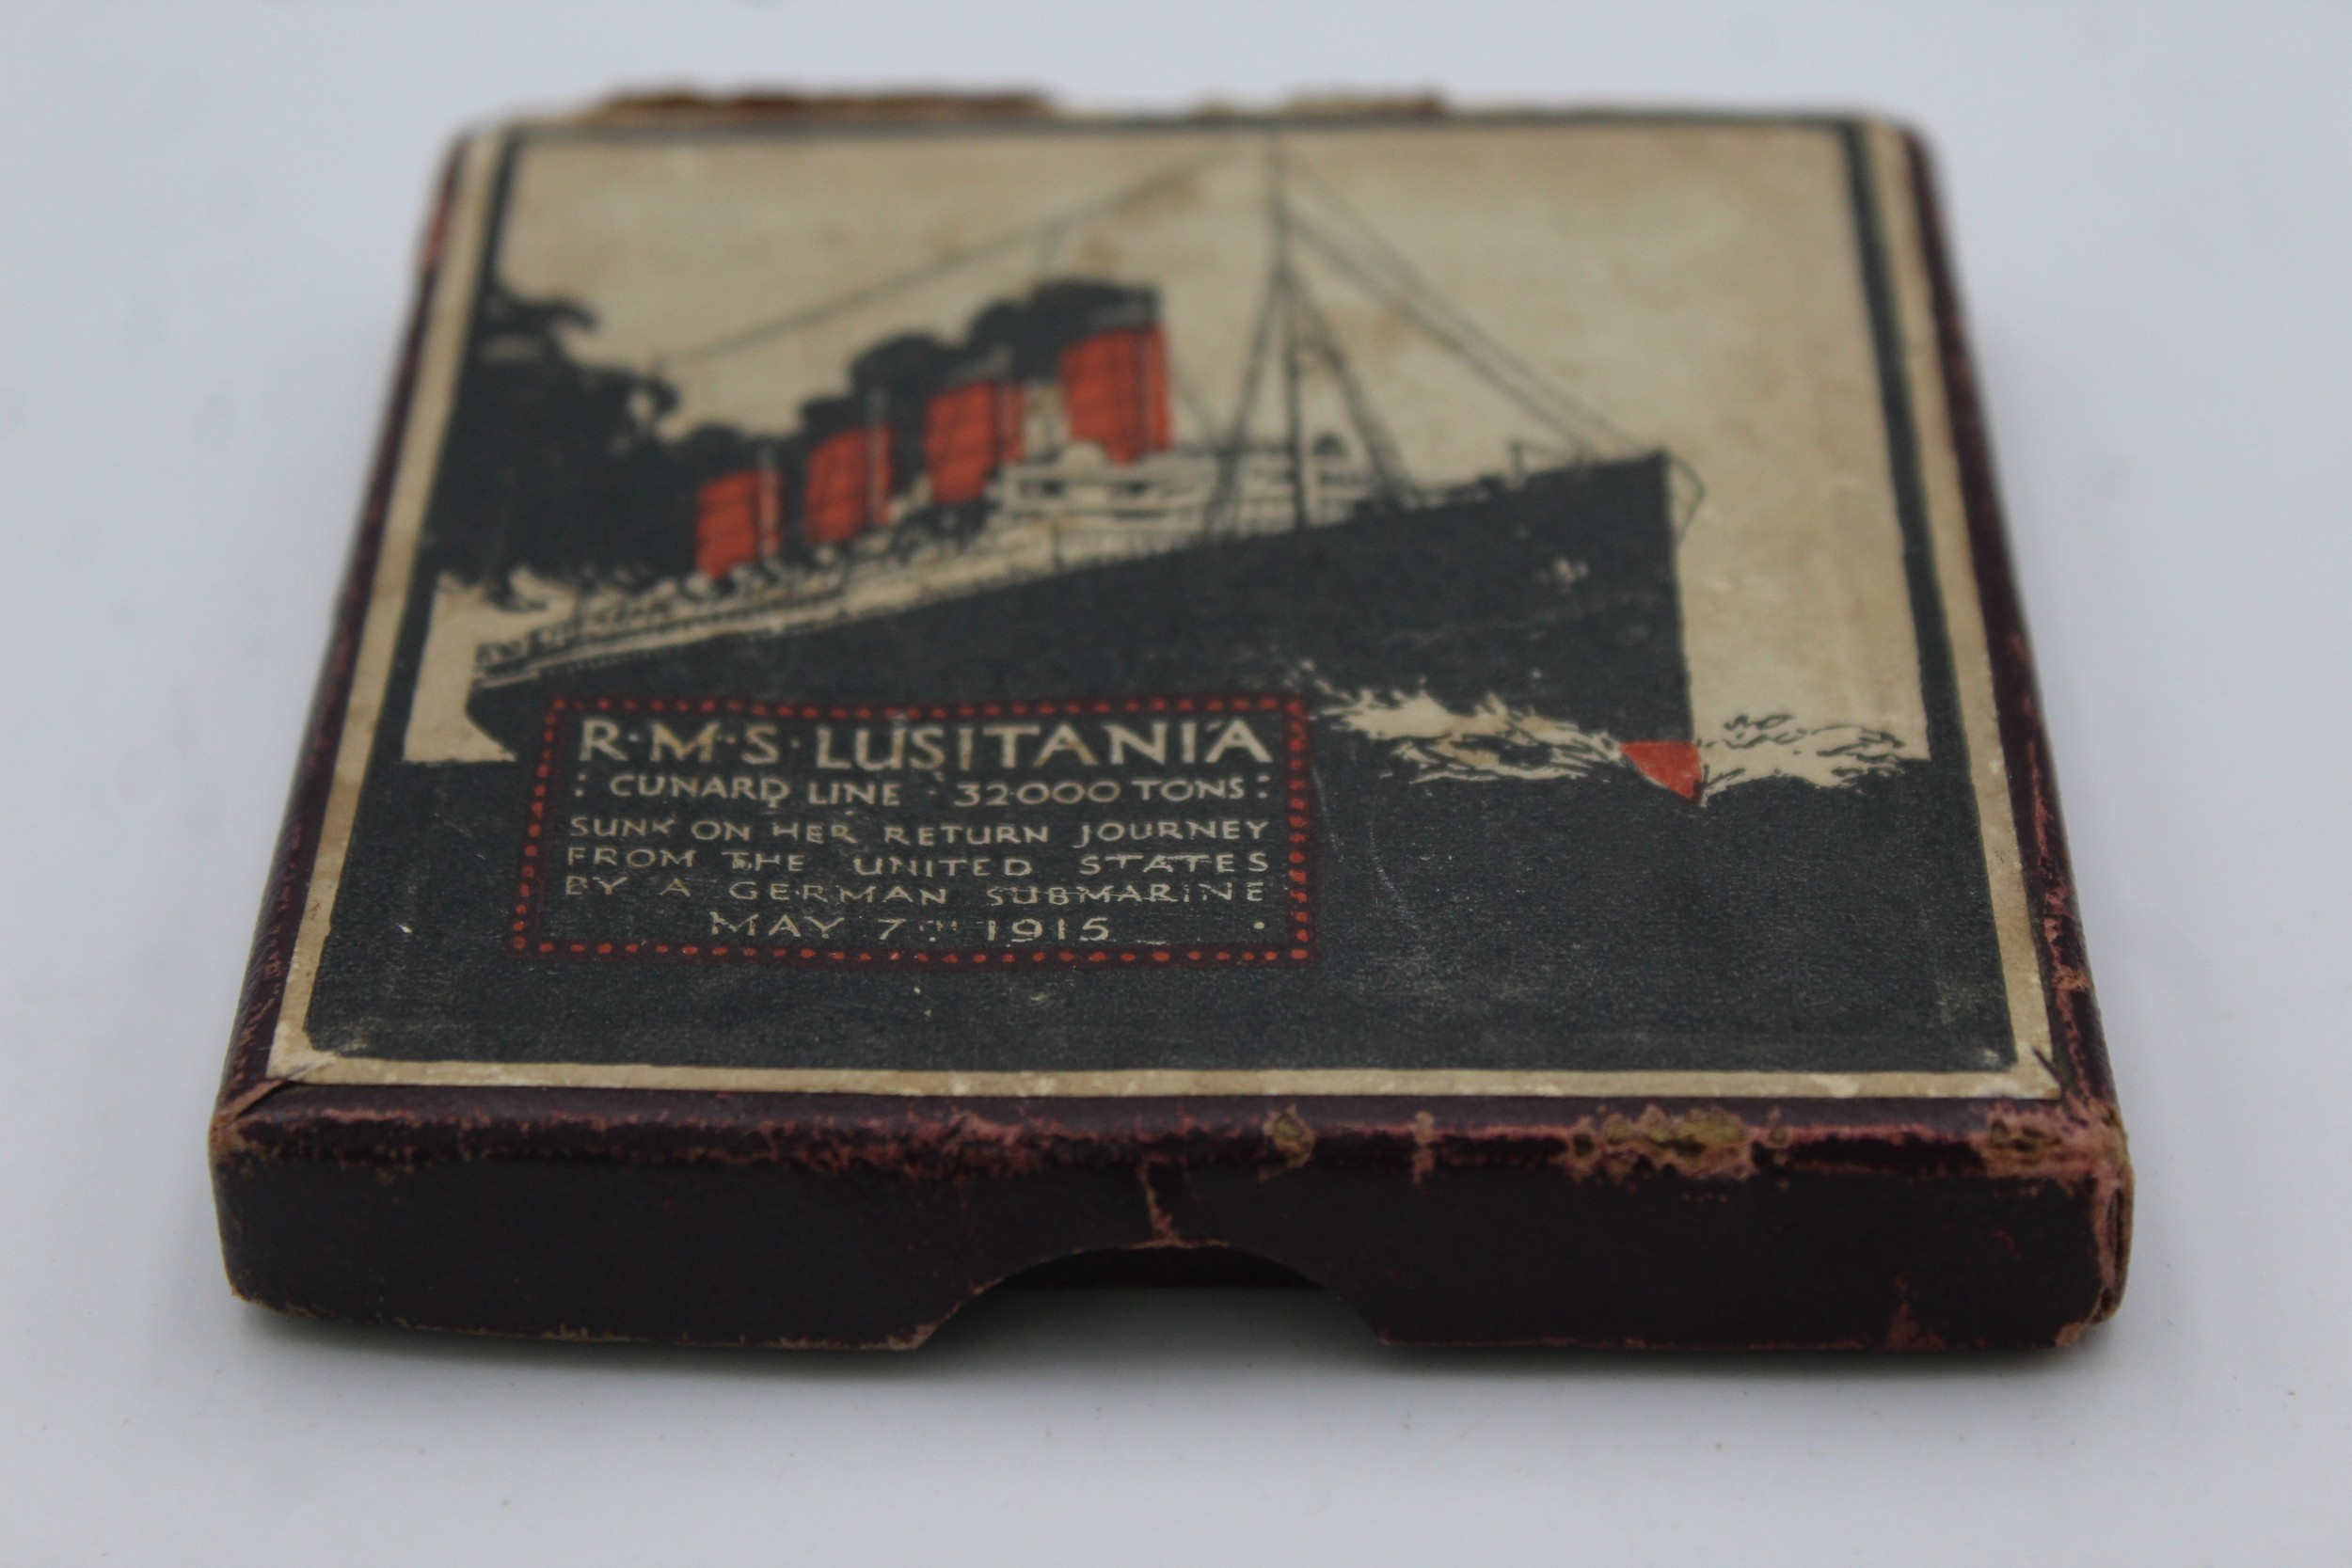 R·M·S· LUSITANIA
: CUNARD LINE · 32000 TONS :
SUNK ON HER RETURN JOURNEY
FROM THE UNITED STATES
BY A GERMAN SUBMARINE
MAY 7TH 1915 ·